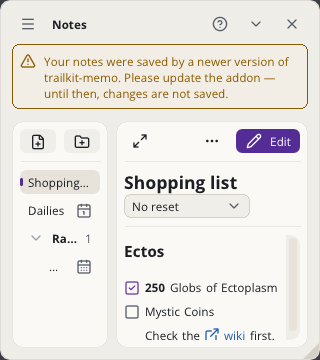 Notes
Your notes were saved by a newer version of
trailkit-memo. Please update the addon —
until then, changes are not saved.
Edit
Shopping...
Dailies
Ra... 1
...
Shopping list
No reset
Ectos
250 Globs of Ectoplasm
Mystic Coins
Check the wiki first.